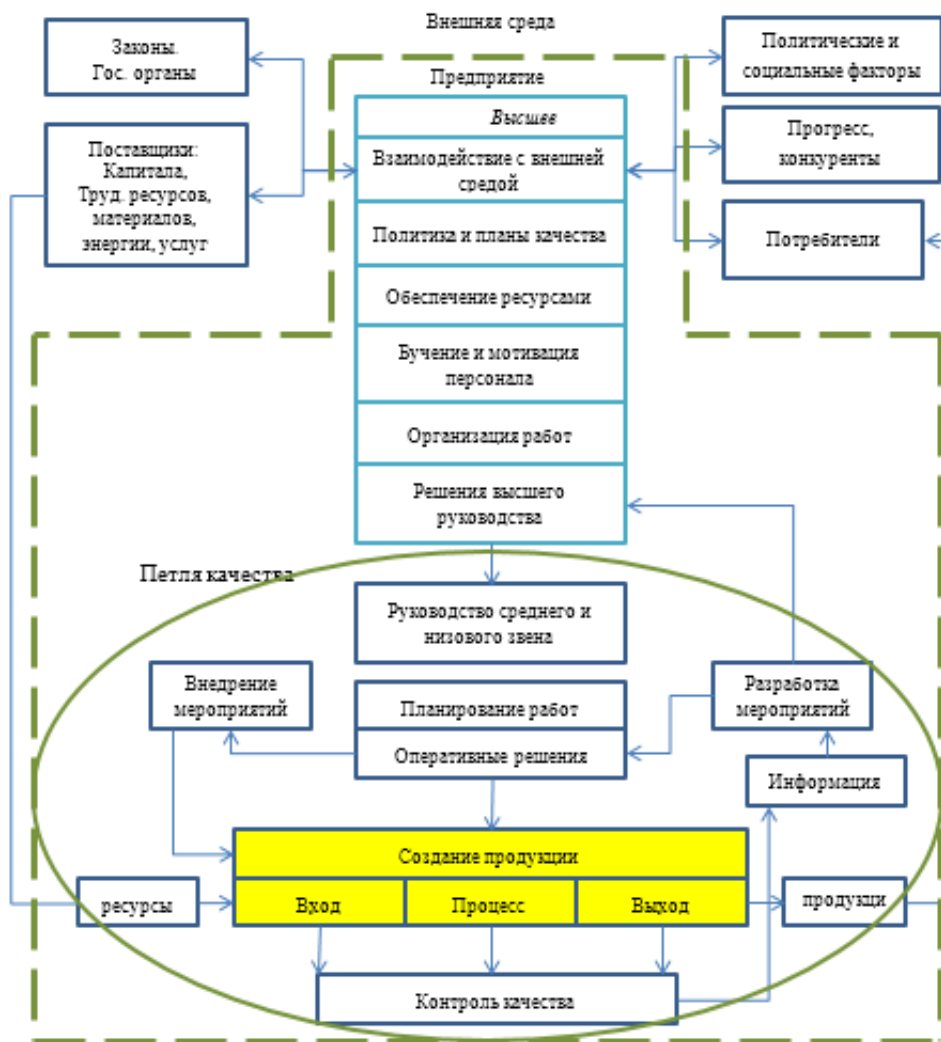 Внешняя среда
Законы.
Гос. органы
Политические и
социальные факторы
Предприятие
Высшее
Поставщики:
Капитала,
Труд. ресурсов,
материалов,
энергии, услуг
Взаимодействие с внешней
средой
Прогресс,
конкуренты
Политика и планы качества
Потребители
Обеспечение ресурсами
Бучение и мотивация
персонала
Организация работ
Решения высшего
руководства
Петля качества
Руководство среднего и
низового звена
Внедрение
мероприятий
Планирование работ
Разработка
мероприятий
Оперативные решения
Информация
Создание продукции
ресурсы
Вход
Процесс
Выход
продукци
Контроль качества